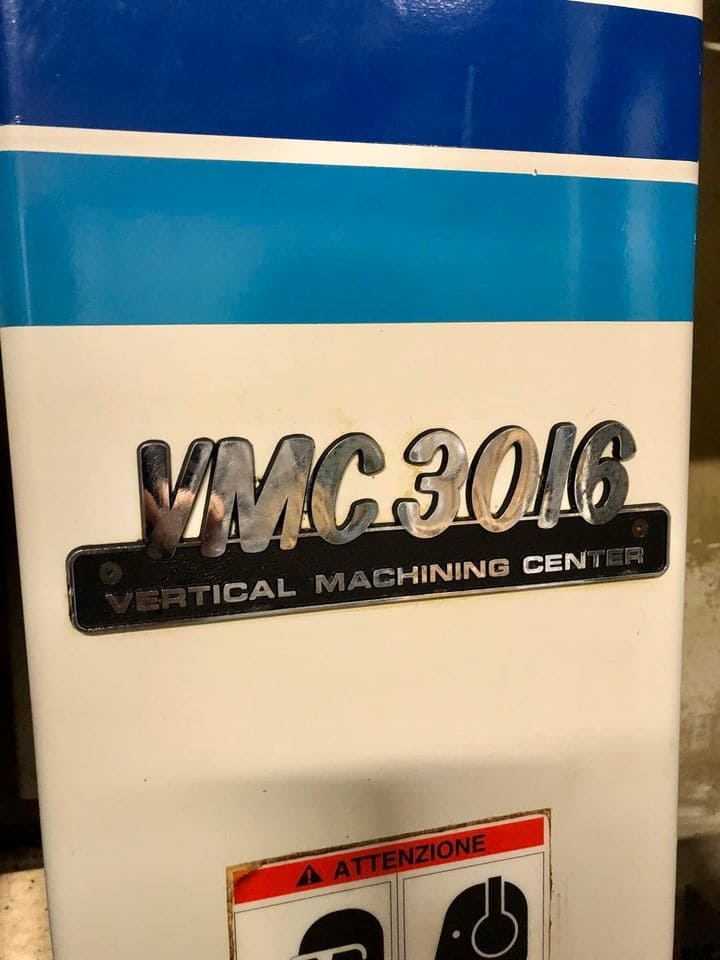 VMC 3016
VERTICAL MACHINING CENTER
ATTENZIONE